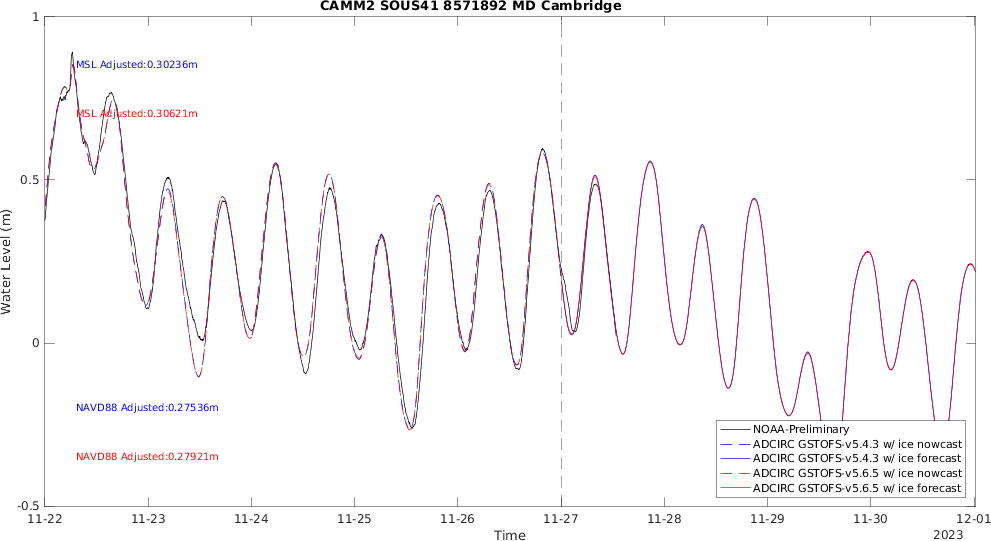 CAMM2 SOUS41 8571892 MD Cambridge
1
MSL Adjusted:0.30236m
MSL Adjusted:0.30621m
0.5
Water Level (m)
0
NAVD88 Adjusted:0.27536m
NAVD88 Adjusted:0.27921m
NOAA-Preliminary
ADCIRC GSTOFS-v5.4.3 w/ ice nowcast
ADCIRC GSTOFS-v5.4.3 w/ ice forecast
ADCIRC GSTOFS-v5.6.5 w/ ice nowcast
ADCIRC GSTOFS-v5.6.5 w/ ice forecast
-0.5
11-22 11-23 11-24 11-25 11-26 11-27 11-28 11-29 11-30 12-01
Time
2023